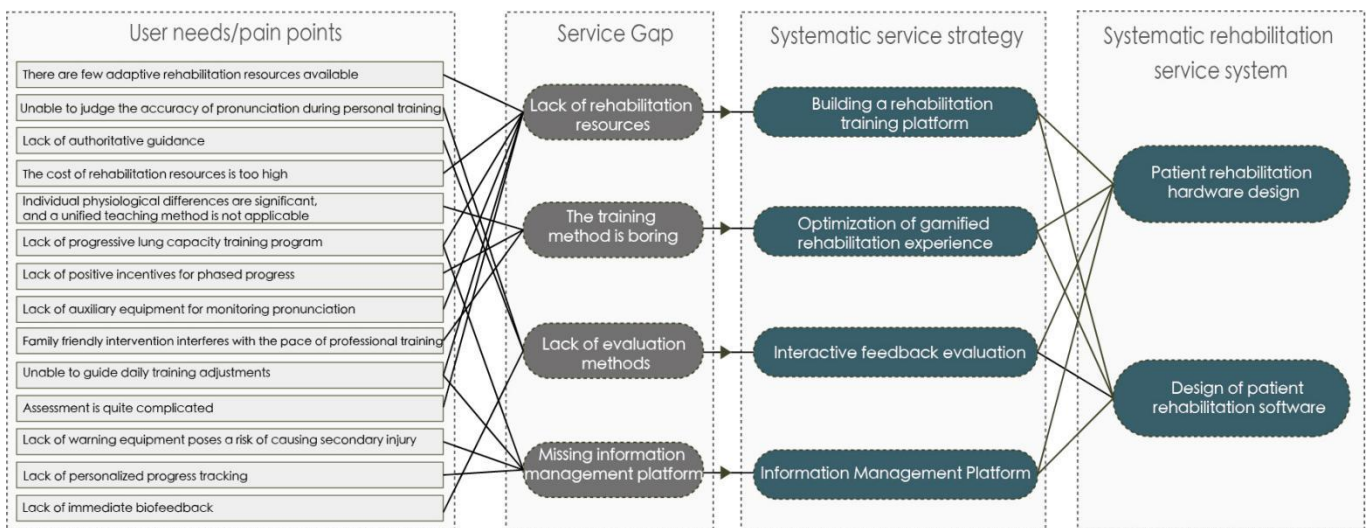 User needs/pain points
There are few adaptive rehabilitation resources available
Unable to judge the accuracy of pronunciation during personal training
Lack of authoritative guidance
The cost of rehabilitation resources is too high
Individual physiological differences are significant,
and a unified teaching method is not applicable
Lack of progressive lung capacity training program
Lack of positive incentives for phased progress
Lack of auxiliary equipment for monitoring pronunciation
Family friendly intervention interferes with the pace of professional training
Unable to guide daily training adjustments
Assessment is quite complicated
Lack of warning equipment poses a risk of causing secondary injury
Lack of personalized progress tracking
Lack of immediate biofeedback
Service Gap
Lack of rehabilitation
resources
The training
method is boring
Lack of evaluation
methods
Missing information
management platform
Systematic service strategy
Building a rehabilitation
training platform
Optimization of gamified
rehabilitation experience
Interactive feedback evaluation
Information Management Platform
Systematic rehabilitation
service system
Patient rehabilitation
hardware design
Design of patient
rehabilitation software